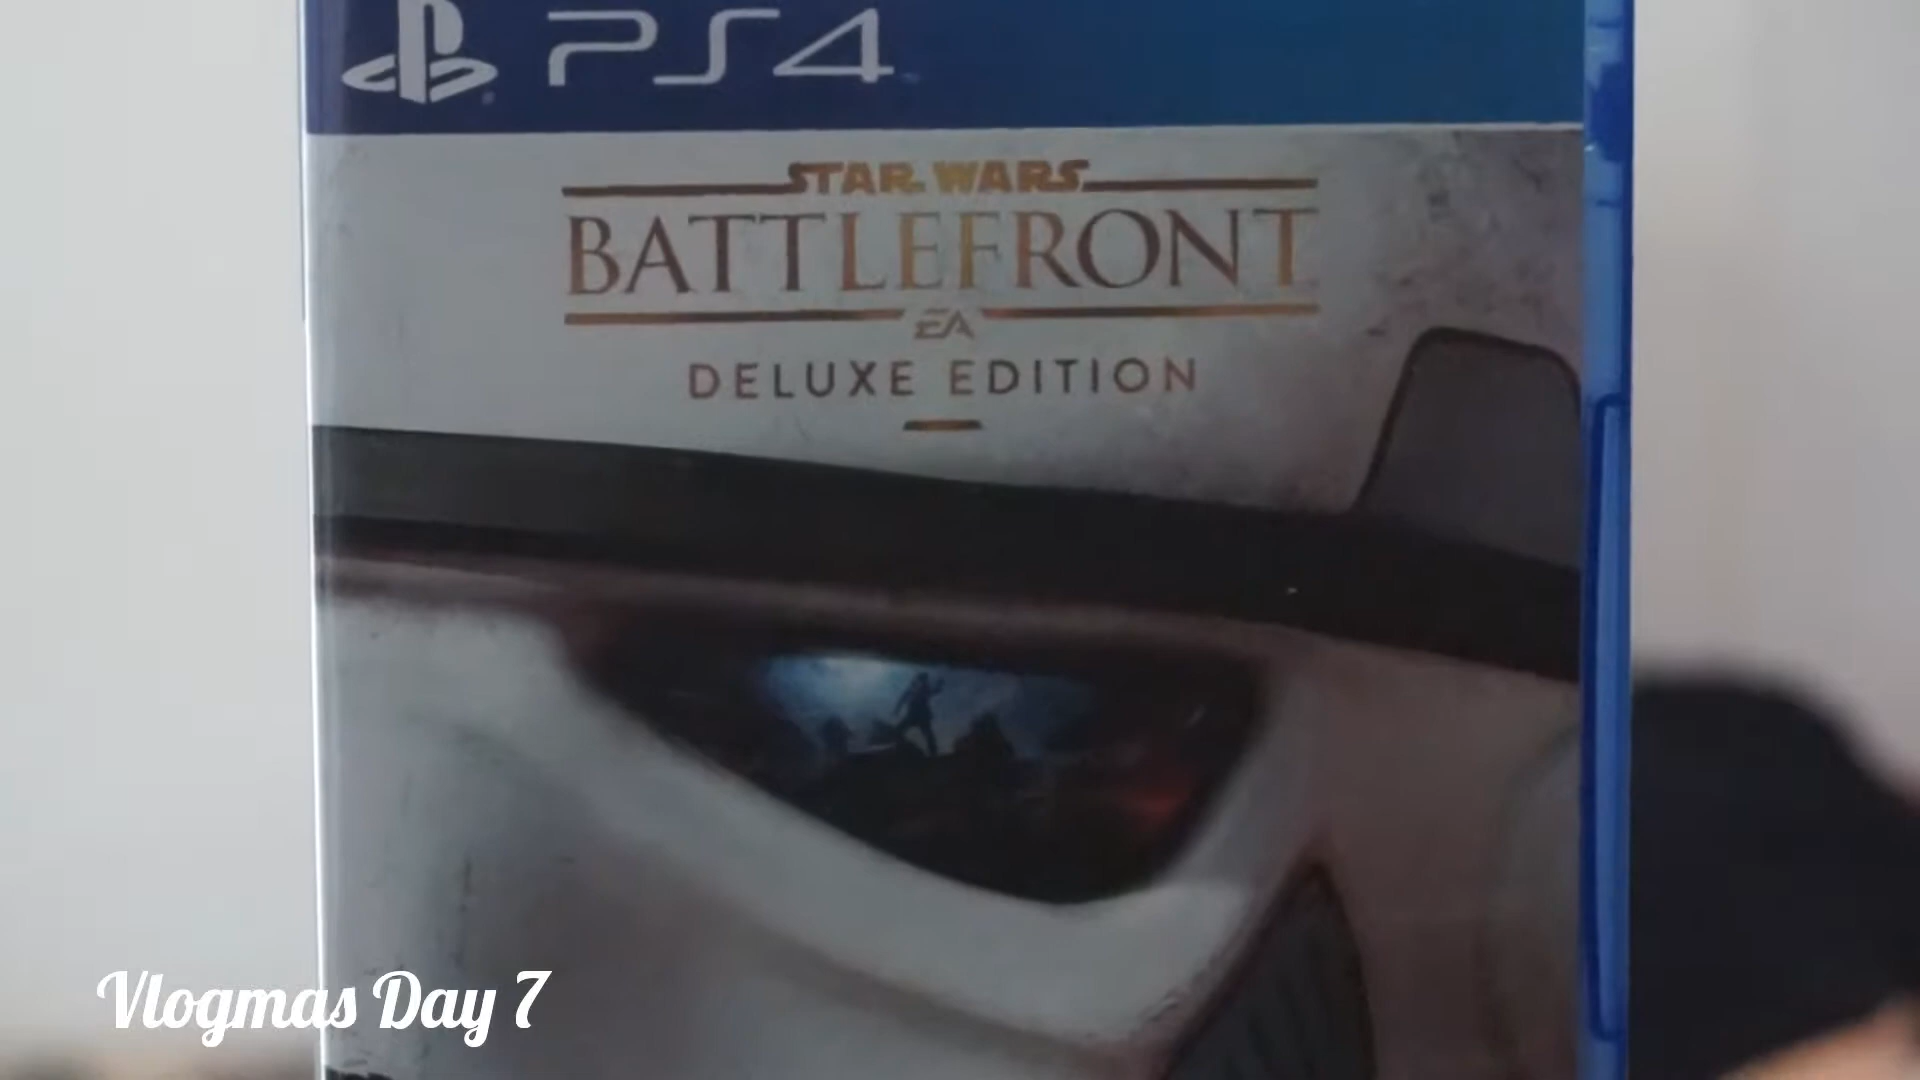 PS4
STAR WARS
BATTLEFRONT
EA
DELUXE EDITION
Vlogmas Day 7